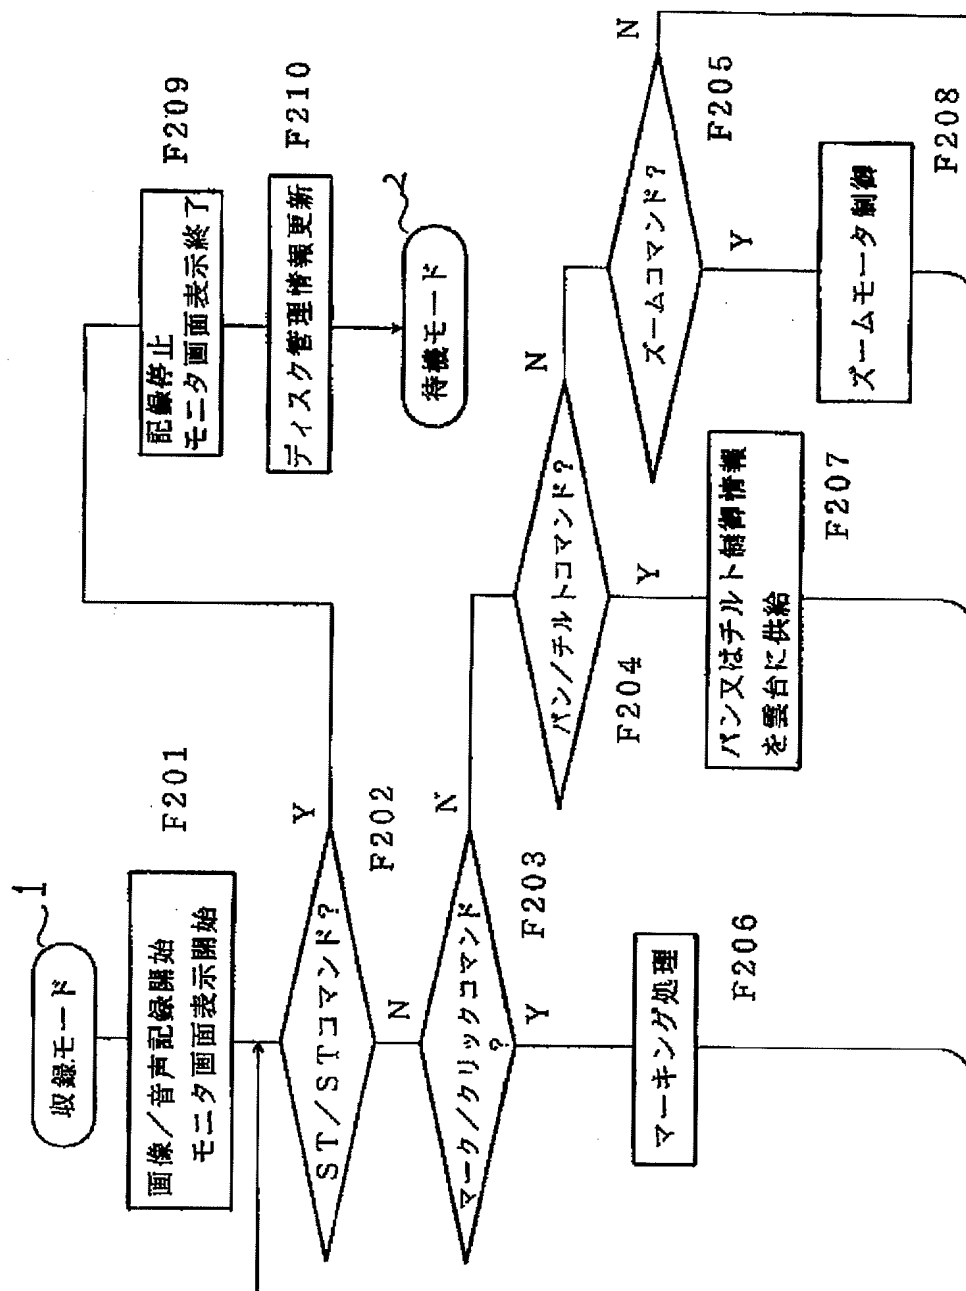 収録モード
1
画像／音声記録開始
モニタ画面表示開始
F201
ST／STコマンド？
F202
Y
N
マーク／クリックコマンド
？
F203
N
Y
マーキング処理
F206
記録停止
モニタ画面表示終了
F209
ディスク管理情報更新
F210
待機モード
2
パン／チルトコマンド？
F204
N
Y
パン又はチルト制御情報
を雲台に供給
F207
ズームコマンド？
F205
N
Y
ズームモータ制御
F208